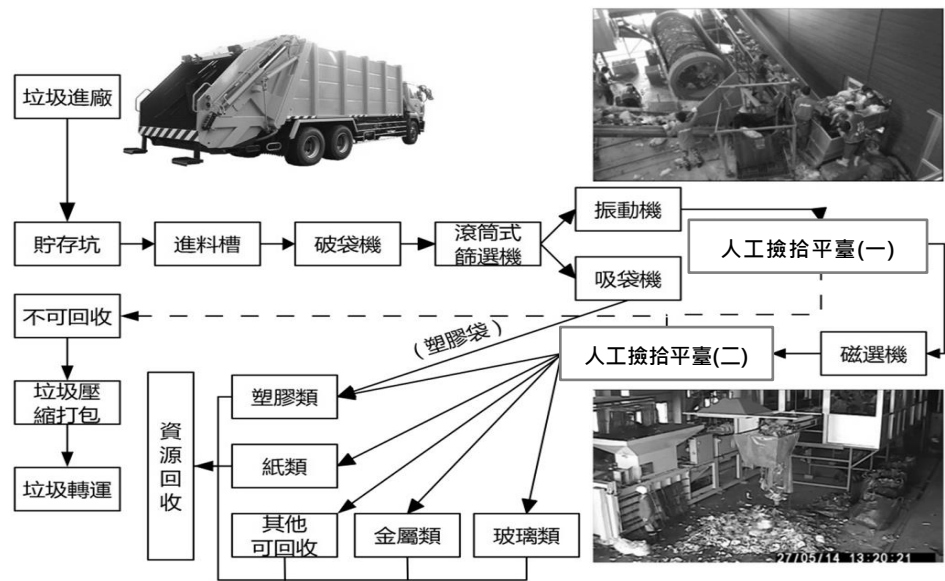 垃圾進廠
貯存坑
進料槽
破袋機
滾筒式
篩選機
振動機
吸袋機
人工撿拾平臺(一)
不可回收
(塑膠袋)
人工撿拾平臺(二)
磁選機
垃圾壓
縮打包
垃圾轉運
資源回收
塑膠類
紙類
其他
可回收
金屬類
玻璃類
27/05/14 13:20:21